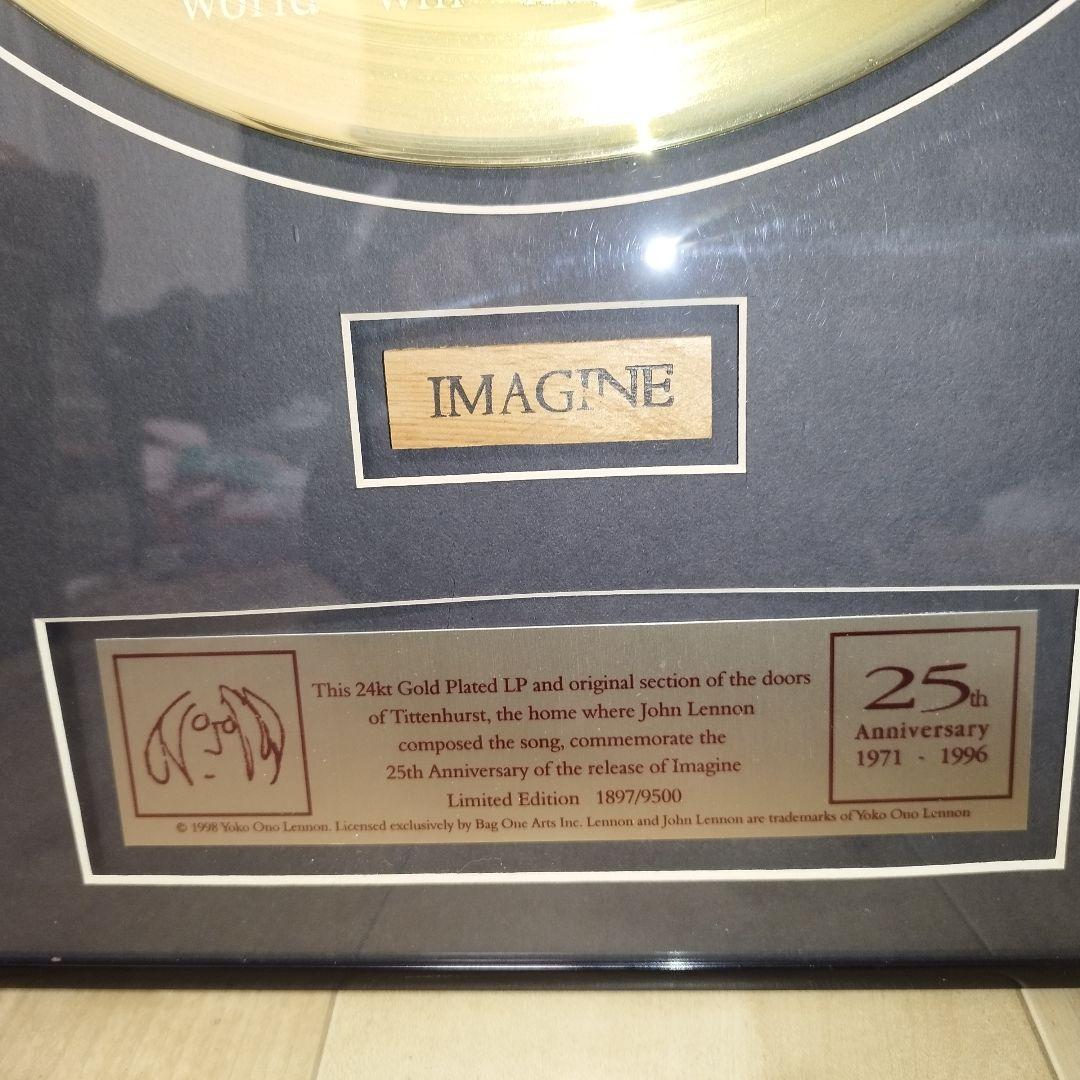 world will
IMAGINE
This 24kt Gold Plated LP and original section of the doors
of Tittenhurst, the home where John Lennon
composed the song, commemorate the
25th Anniversary of the release of Imagine
Limited Edition 1897/9500
25th
Anniversary
1971 - 1996
© 1998 Yoko Ono Lennon. Licensed exclusively by Bag One Arts Inc. Lennon and John Lennon are trademarks of Yoko Ono Lennon